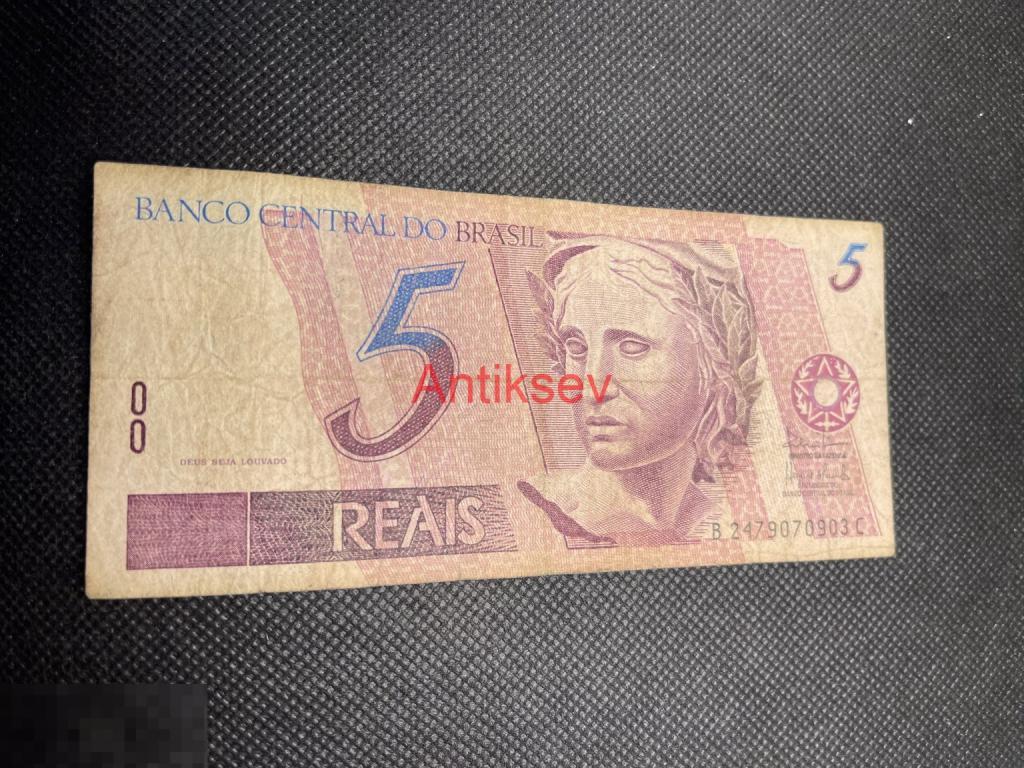 BANCO CENTRAL DO BRASIL
5
5
Antiksev
0
0
DEUS SEJA LOUVADO
REAIS
B 2479070903 C